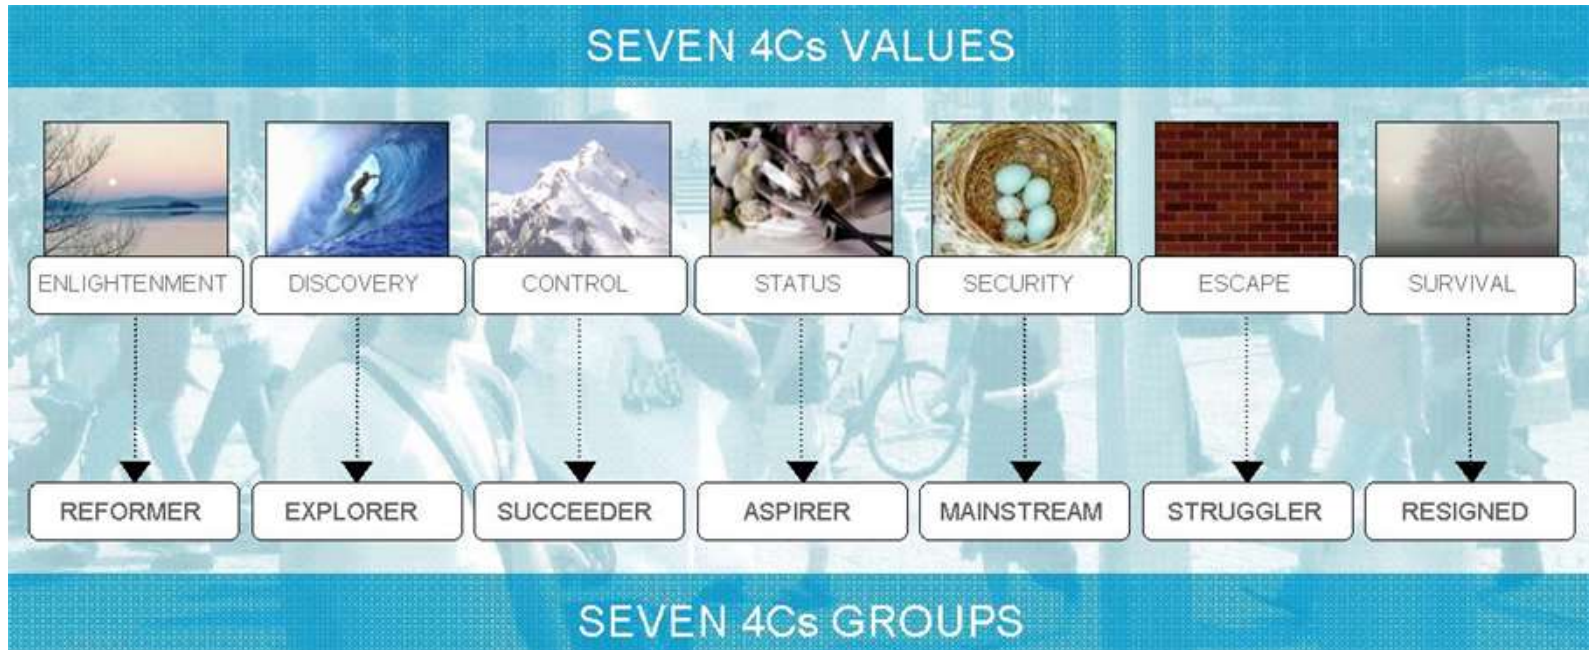 SEVEN 4Cs VALUES
ENLIGHTENMENT
DISCOVERY
CONTROL
STATUS
SECURITY
ESCAPE
SURVIVAL
REFORMER
EXPLORER
SUCCEEDER
ASPIRER
MAINSTREAM
STRUGGLER
RESIGNED
SEVEN 4Cs GROUPS